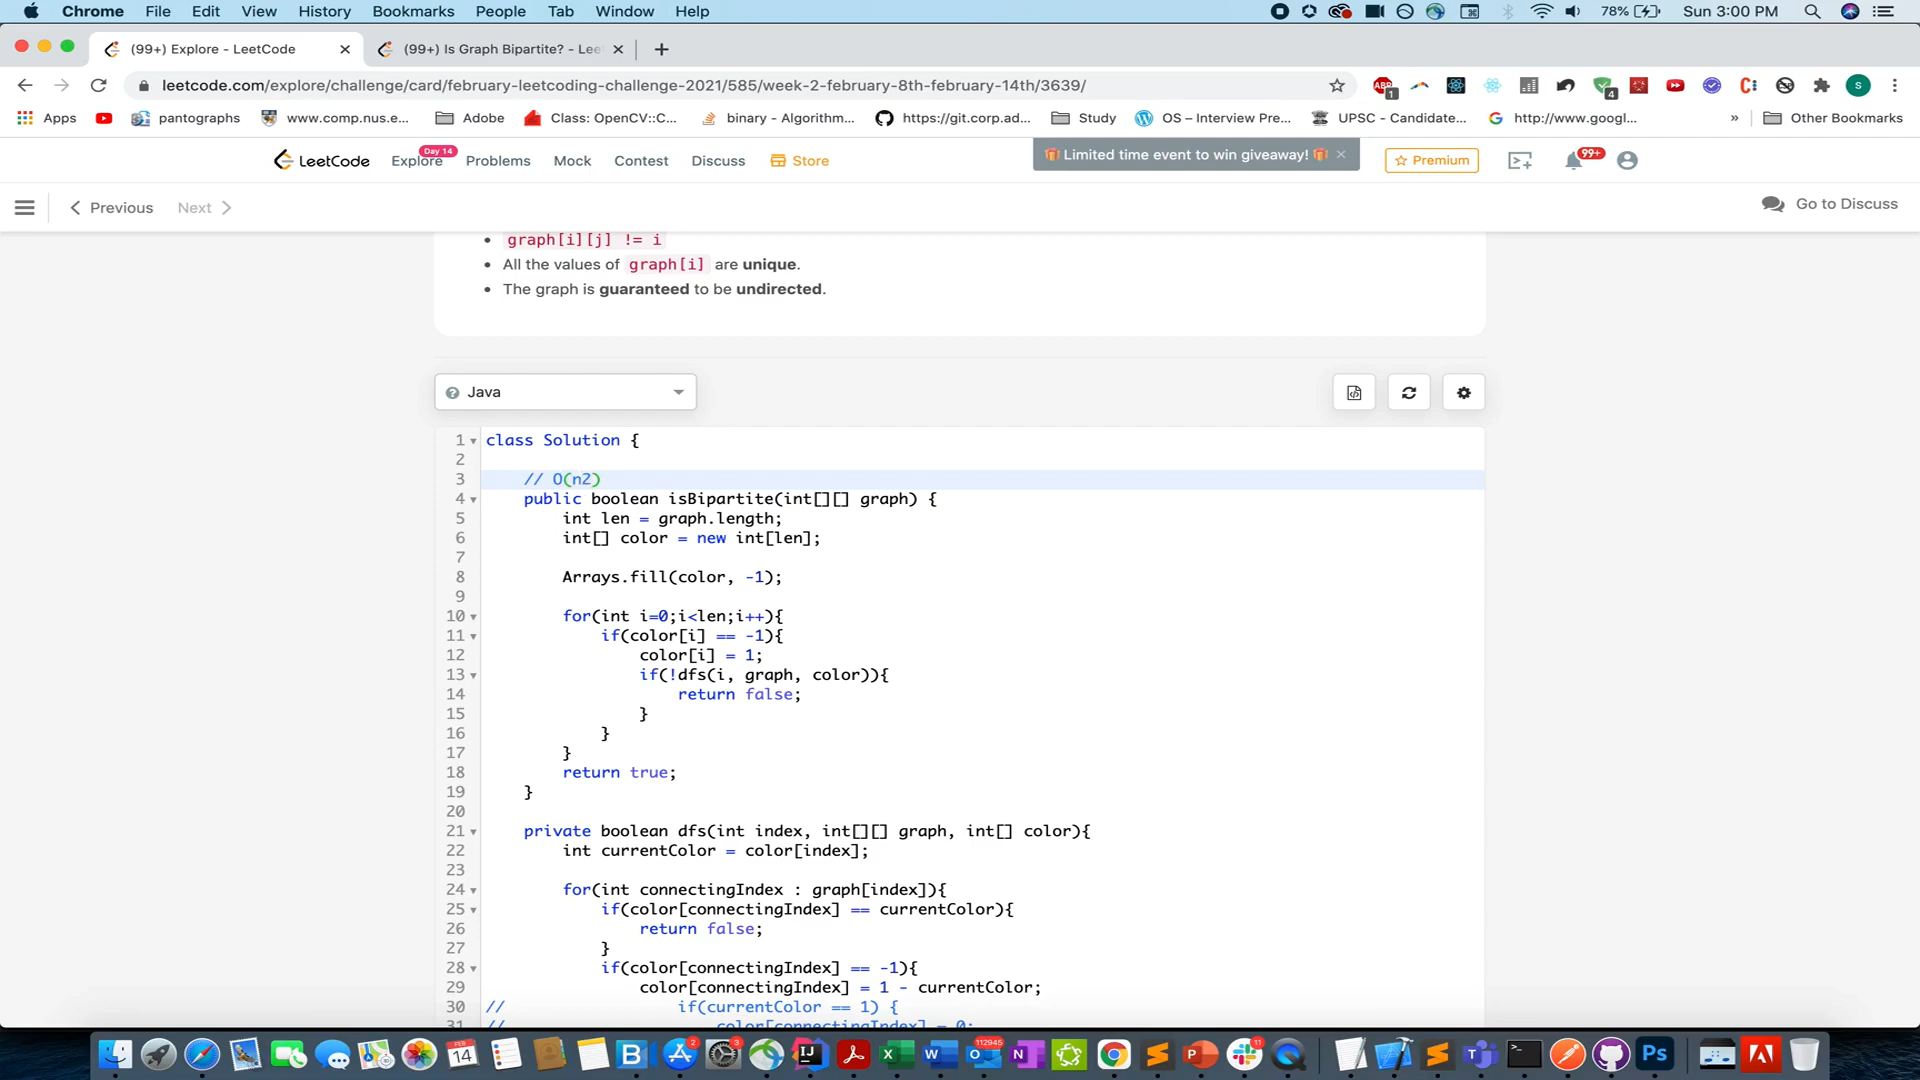 Chrome File Edit View History Bookmarks People Tab Window Help 78% Sun 3:00 PM
(99+) Explore - LeetCode (99+) Is Graph Bipartite? - Lee
leetcode.com/explore/challenge/card/february-leetcoding-challenge-2021/585/week-2-february-8th-february-14th/3639/
Apps pantographs www.comp.nus.e... Adobe Class: OpenCV::C... binary - Algorithm... https://git.corp.ad... Study OS – Interview Pre... UPSC - Candidate... http://www.googl... » Other Bookmarks
LeetCode Explore Day 14 Problems Mock Contest Discuss Store Limited time event to win giveaway! Premium 99+
Previous Next Go to Discuss
graph[i][j] != i
All the values of graph[i] are unique.
The graph is guaranteed to be undirected.
Java
1 class Solution {
2
3 // O(n2)
4 public boolean isBipartite(int[][] graph) {
5 int len = graph.length;
6 int[] color = new int[len];
7
8 Arrays.fill(color, -1);
9
10 for(int i=0;i<len;i++){
11 if(color[i] == -1){
12 color[i] = 1;
13 if(!dfs(i, graph, color)){
14 return false;
15 }
16 }
17 }
18 return true;
19 }
20
21 private boolean dfs(int index, int[][] graph, int[] color){
22 int currentColor = color[index];
23
24 for(int connectingIndex : graph[index]){
25 if(color[connectingIndex] == currentColor){
26 return false;
27 }
28 if(color[connectingIndex] == -1){
29 color[connectingIndex] = 1 - currentColor;
30 // if(currentColor == 1) {
31 // color[connectingIndex] = 0;